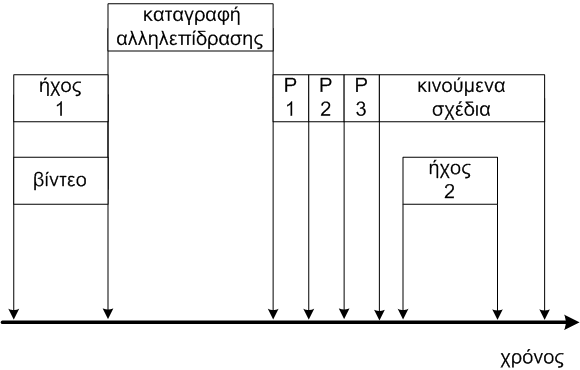 καταγραφή
αλληλεπίδρασης
ήχος
1
P
1
P
2
P
3
κινούμενα
σχέδια
βίντεο
ήχος
2
χρόνος